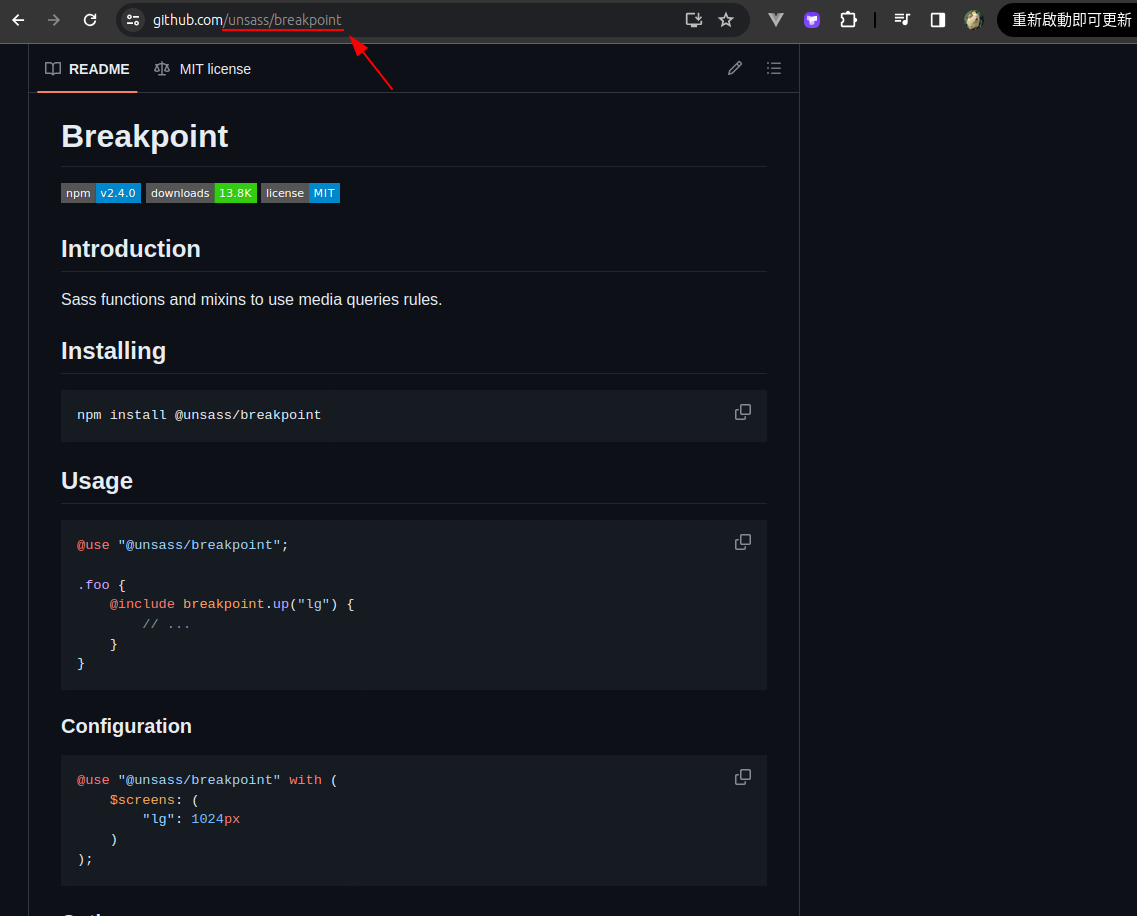 github.com/unsass/breakpoint
重新啟動即可更新
README MIT license
Breakpoint
npm v2.4.0 downloads 13.8K license MIT
Introduction
Sass functions and mixins to use media queries rules.
Installing
npm install @unsass/breakpoint
Usage
@use "@unsass/breakpoint";
.foo {
@include breakpoint.up("lg") {
// ...
}
}
Configuration
@use "@unsass/breakpoint" with (
$screens: (
"lg": 1024px
)
);